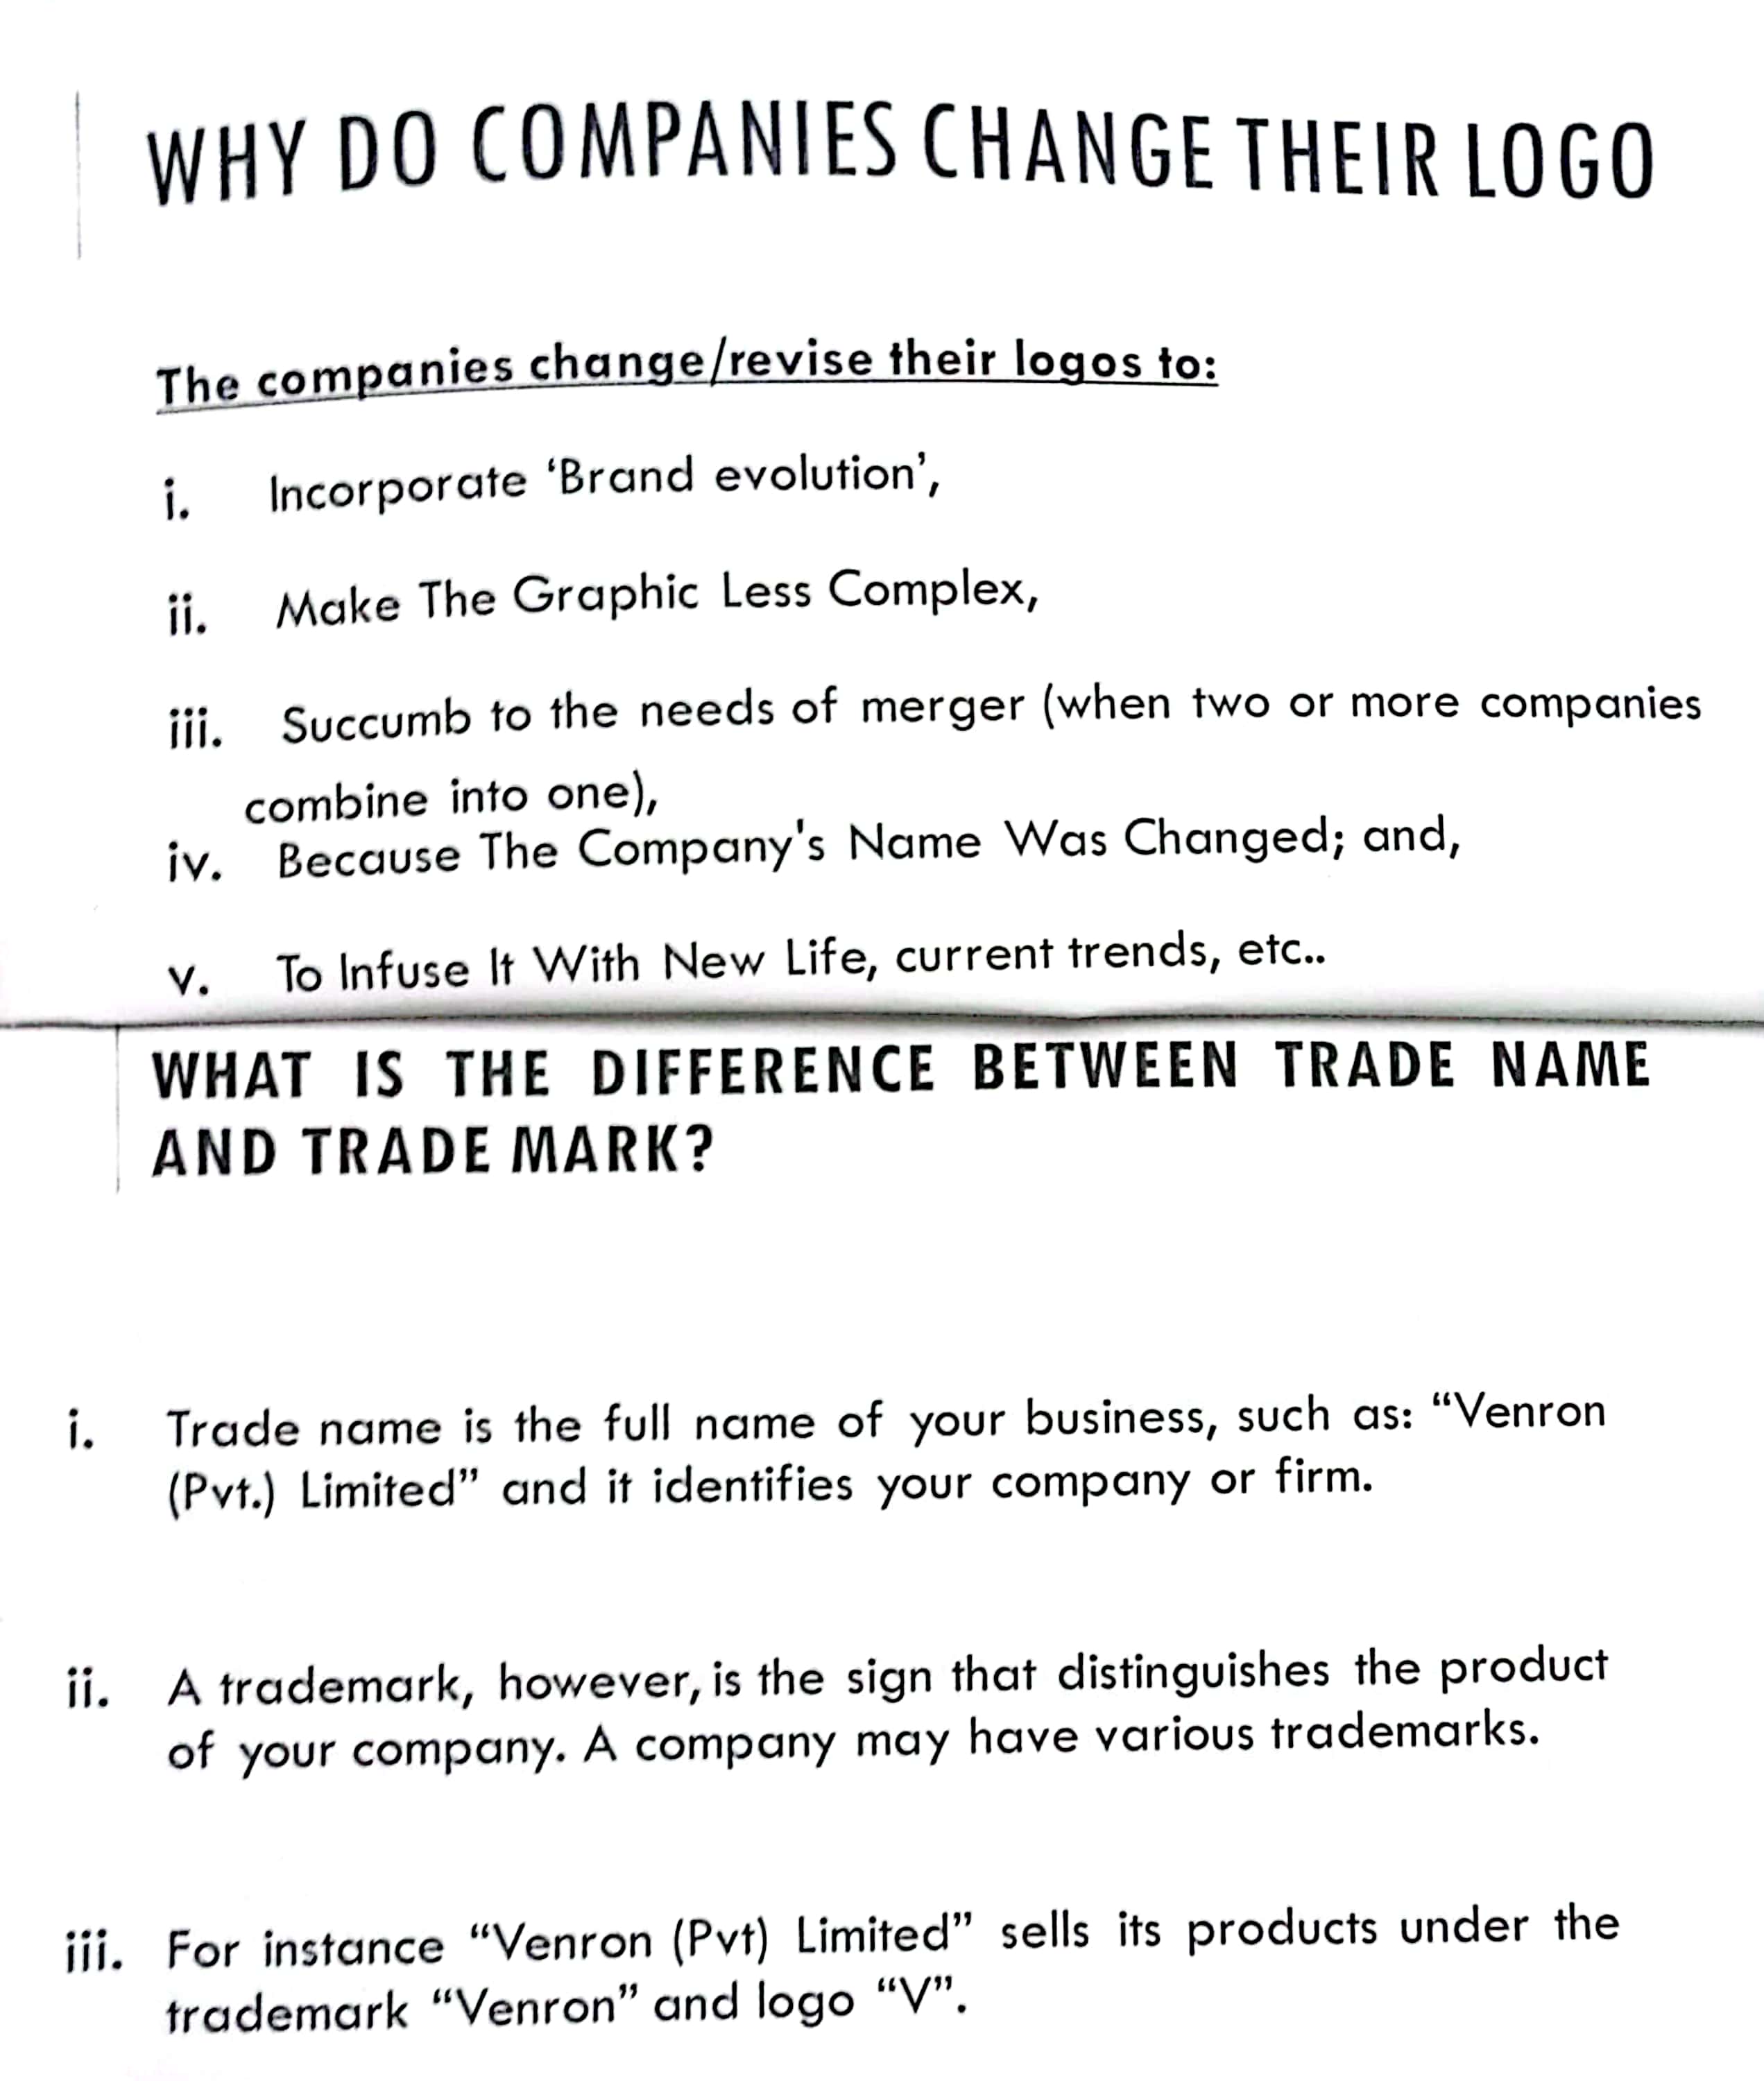 WHY DO COMPANIES CHANGE THEIR LOGO
The companies change/revise their logos to:
i. Incorporate ‘Brand evolution’,
ii. Make The Graphic Less Complex,
iii. Succumb to the needs of merger (when two or more companies
combine into one),
iv. Because The Company's Name Was Changed; and,
v. To Infuse It With New Life, current trends, etc..
WHAT IS THE DIFFERENCE BETWEEN TRADE NAME
AND TRADE MARK?
i. Trade name is the full name of your business, such as: “Venron
(Pvt.) Limited” and it identifies your company or firm.
ii. A trademark, however, is the sign that distinguishes the product
of your company. A company may have various trademarks.
iii. For instance “Venron (Pvt) Limited” sells its products under the
trademark “Venron” and logo “V”.